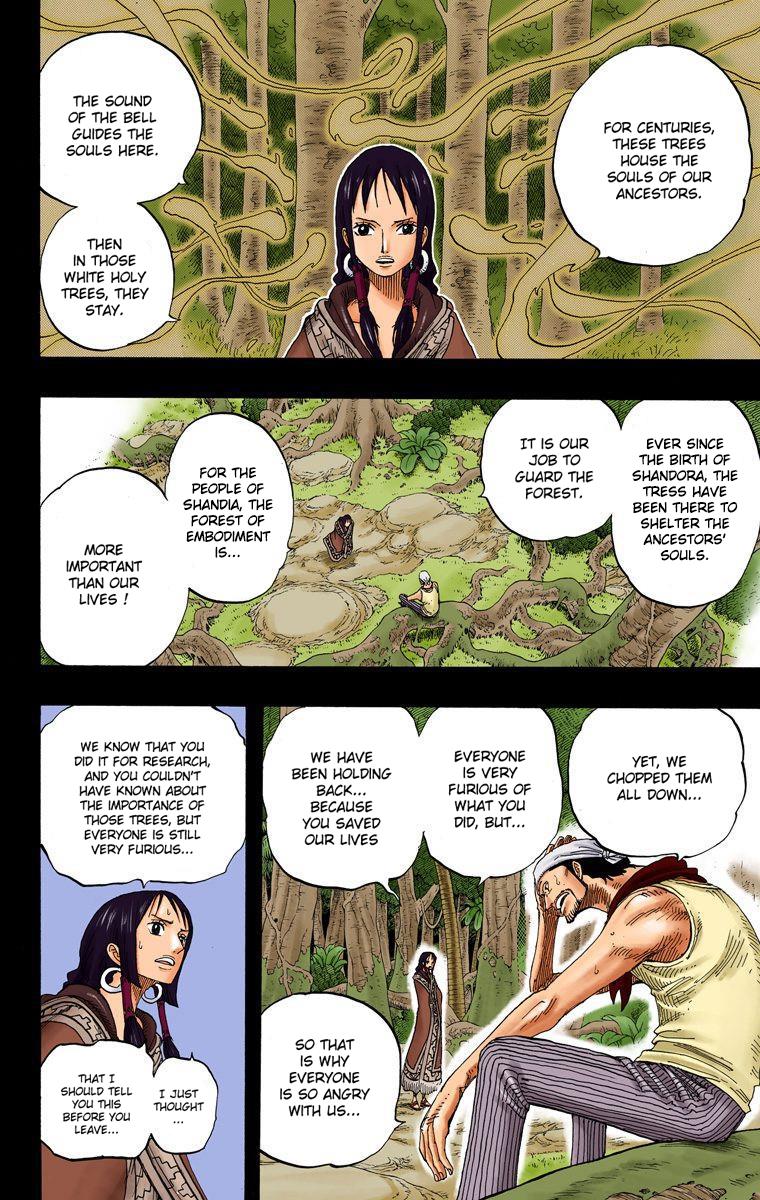 FOR CENTURIES,
THESE TREES
HOUSE THE
SOULS OF OUR
ANCESTORS.
THE SOUND
OF THE BELL
GUIDES THE
SOULS HERE.
THEN
IN THOSE
WHITE HOLY
TREES, THEY
STAY.
EVER SINCE
THE BIRTH OF
SHANDORA, THE
TRESS HAVE
BEEN THERE TO
SHELTER THE
ANCESTORS'
SOULS.
IT IS OUR
JOB TO
GUARD THE
FOREST.
FOR THE
PEOPLE OF
SHANDIA, THE
FOREST OF
EMBODIMENT
IS...
MORE
IMPORTANT
THAN OUR
LIVES !
YET, WE
CHOPPED THEM
ALL DOWN...
EVERYONE
IS VERY
FURIOUS OF
WHAT YOU
DID, BUT...
WE HAVE
BEEN HOLDING
BACK...
BECAUSE
YOU SAVED
OUR LIVES
SO THAT
IS WHY
EVERYONE
IS SO ANGRY
WITH US...
WE KNOW THAT YOU
DID IT FOR RESEARCH,
AND YOU COULDN'T
HAVE KNOWN ABOUT
THE IMPORTANCE OF
THOSE TREES, BUT
EVERYONE IS STILL
VERY FURIOUS...
I JUST
THOUGHT
...
THAT I
SHOULD TELL
YOU THIS
BEFORE YOU
LEAVE...